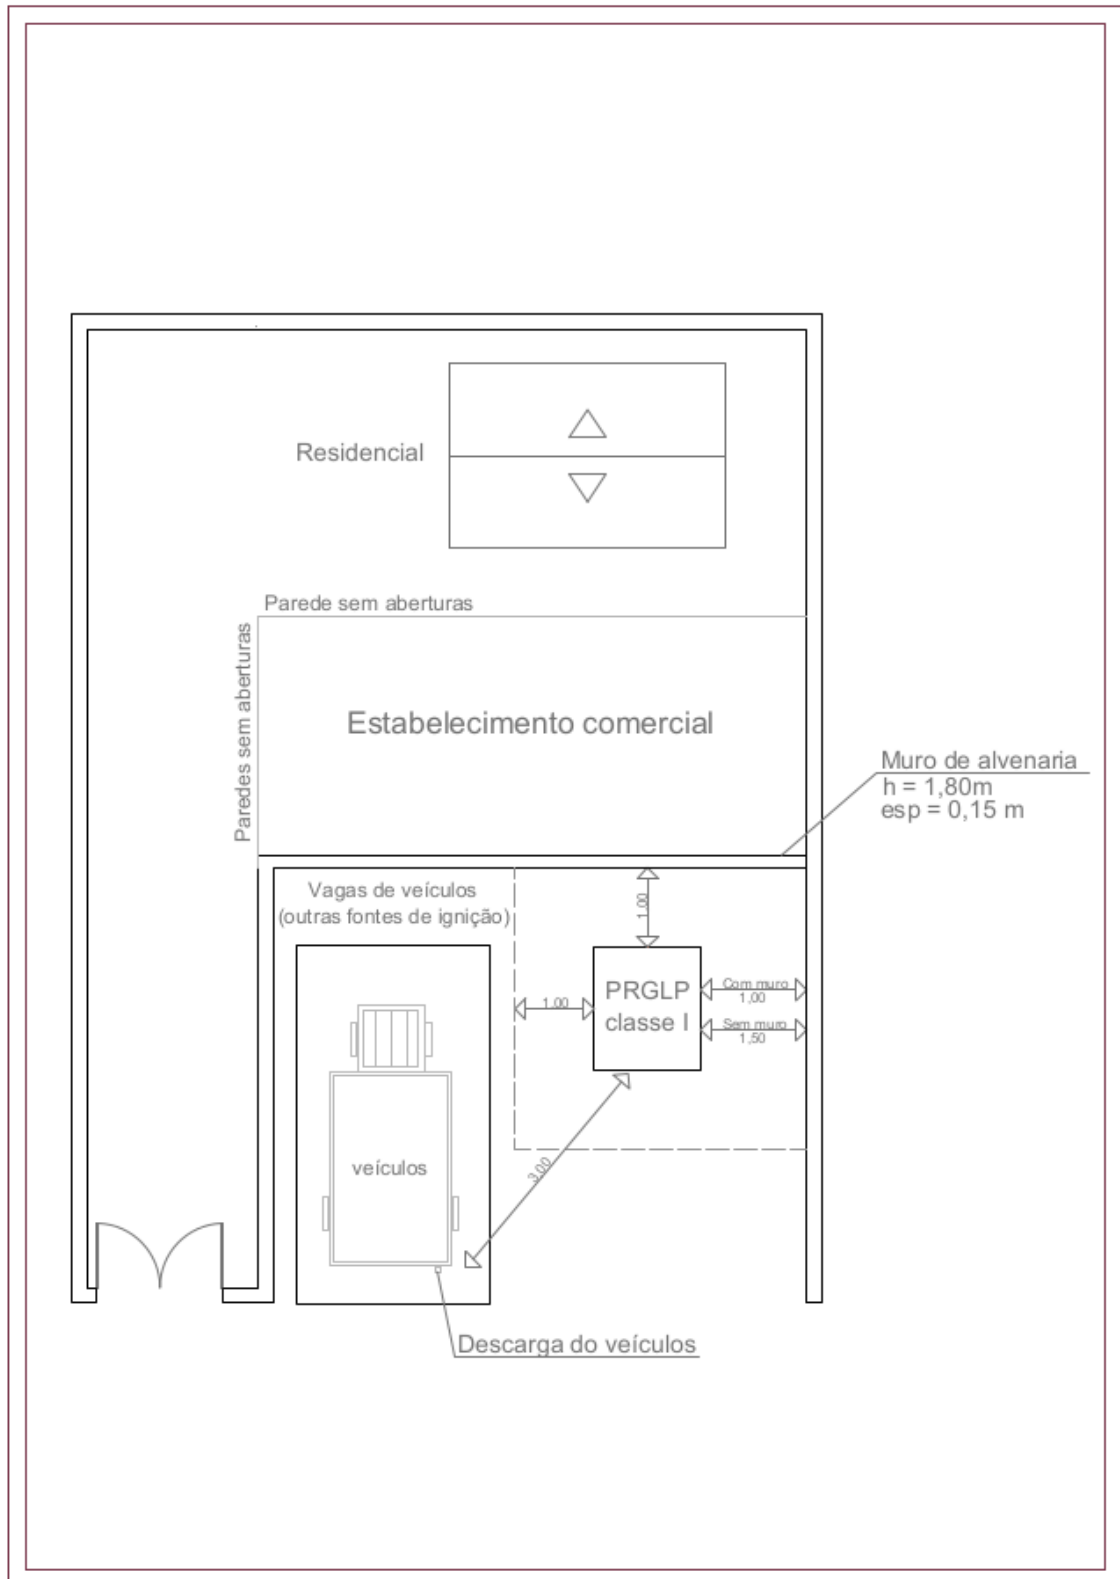 Residencial
Parede sem aberturas
Paredes sem aberturas
Estabelecimento comercial
Muro de alvenaria
h = 1,80m
esp = 0,15 m
Vagas de veículos
(outras fontes de ignição)
1,00
PRGLP
classe I
1,00
Com muro
1,00
Sem muro
1,50
3,00
veículos
Descarga do veículos